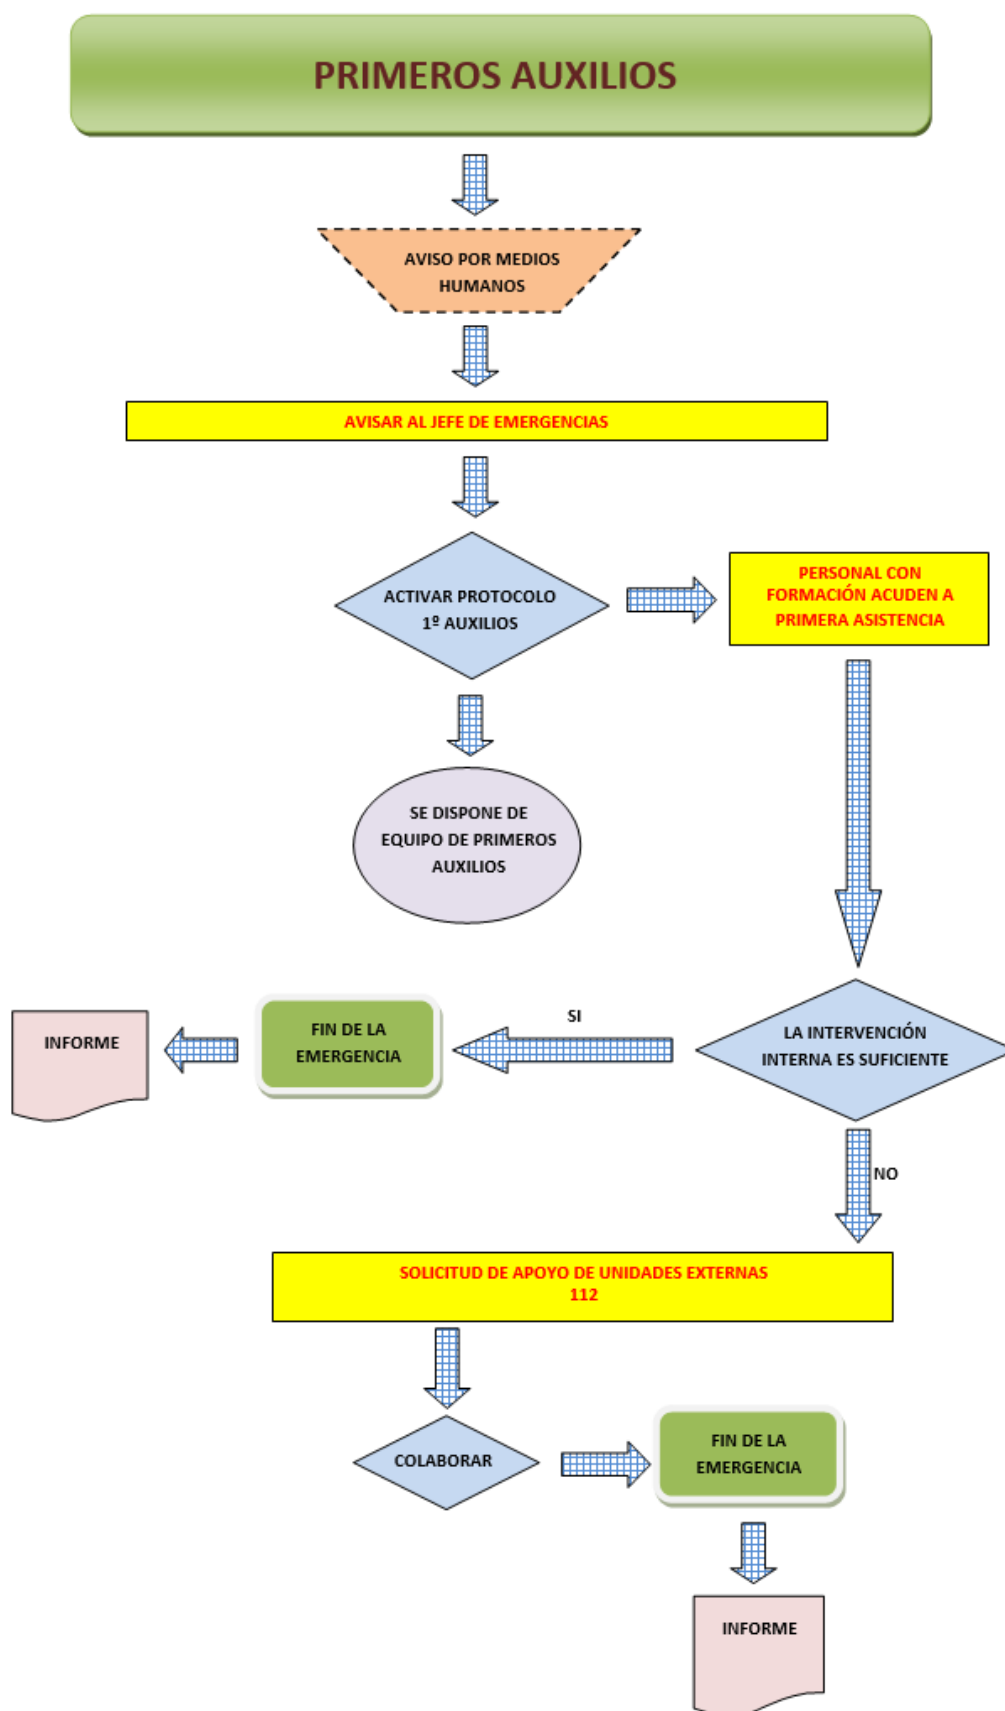 PRIMEROS AUXILIOS
AVISO POR MEDIOS
HUMANOS
AVISAR AL JEFE DE EMERGENCIAS
ACTIVAR PROTOCOLO
1º AUXILIOS
PERSONAL CON
FORMACIÓN ACUDEN A
PRIMERA ASISTENCIA
SE DISPONE DE
EQUIPO DE PRIMEROS
AUXILIOS
LA INTERVENCIÓN
INTERNA ES SUFICIENTE
SI
FIN DE LA
EMERGENCIA
INFORME
NO
SOLICITUD DE APOYO DE UNIDADES EXTERNAS
112
COLABORAR
FIN DE LA
EMERGENCIA
INFORME